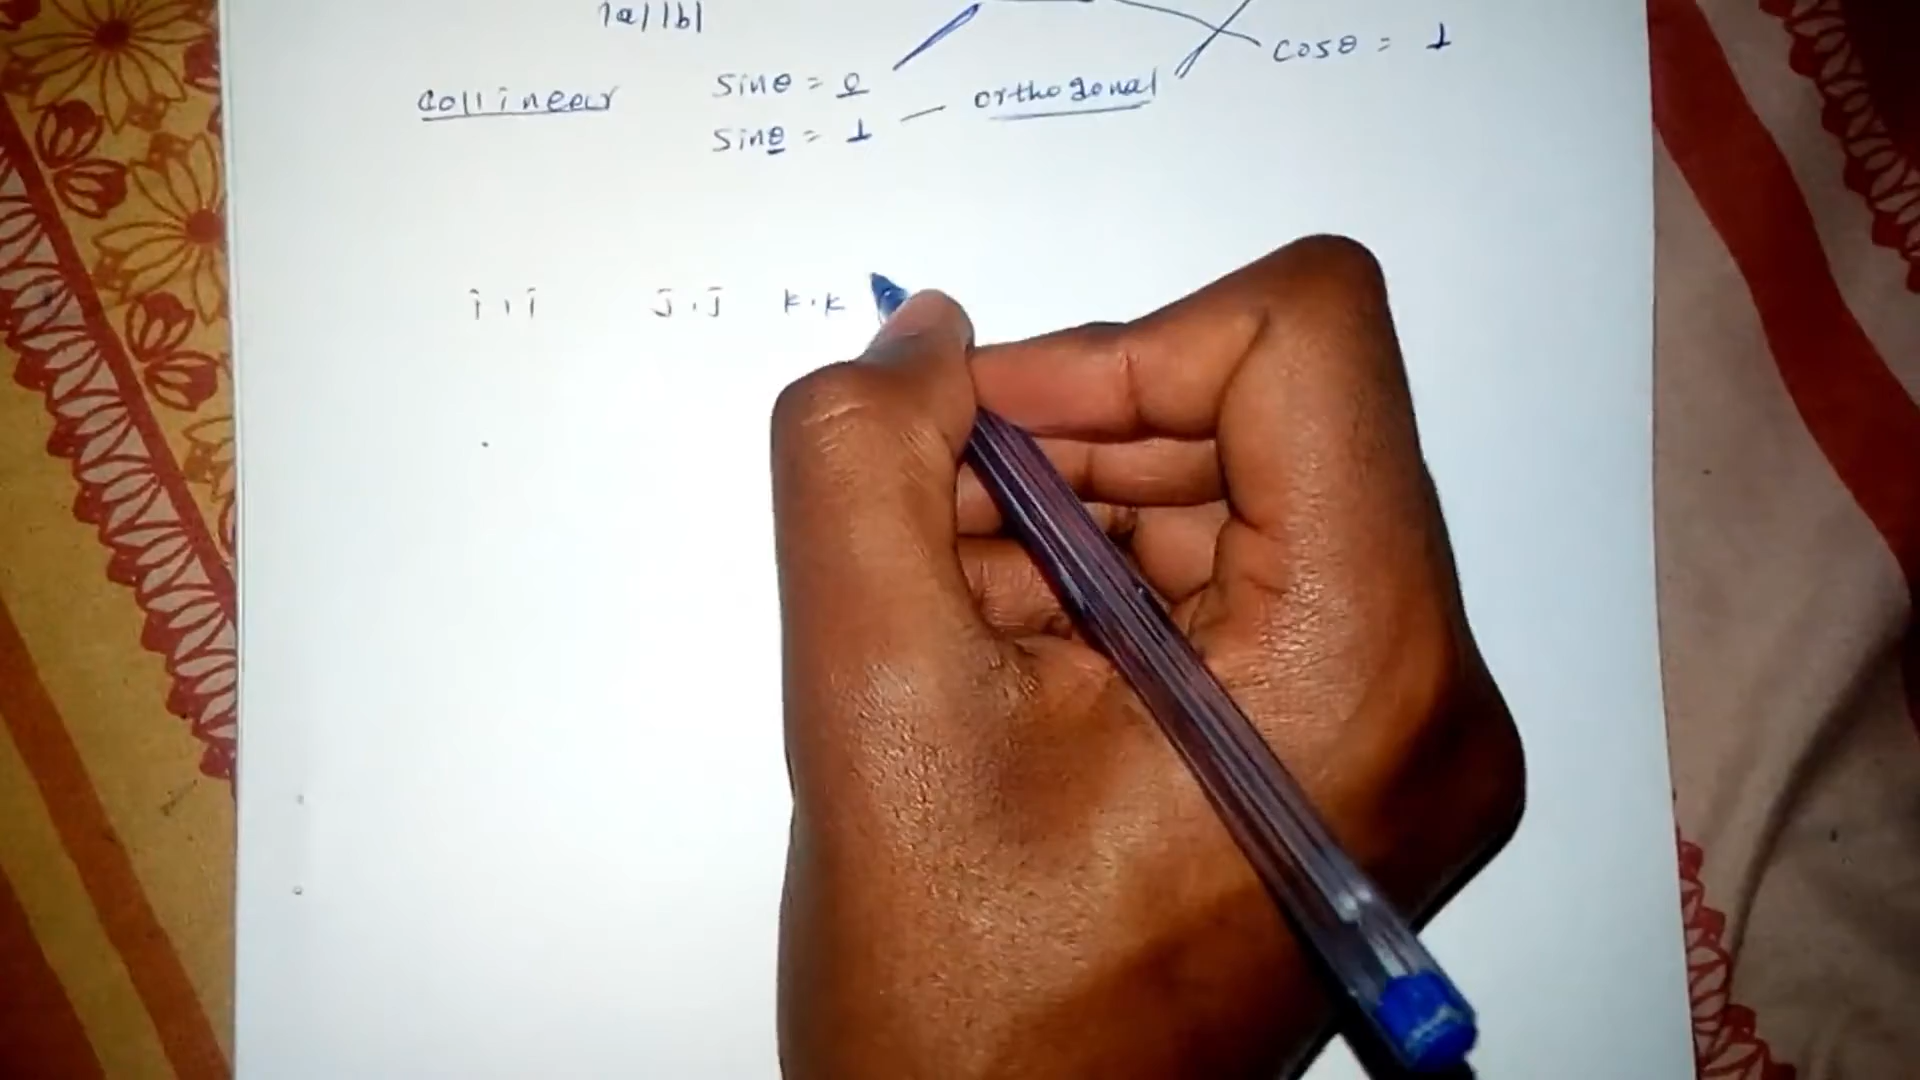 |a||b|
cosθ = 1
collinear sinθ = 0 orthogonal
sinθ = 1
i.i j.j k.k